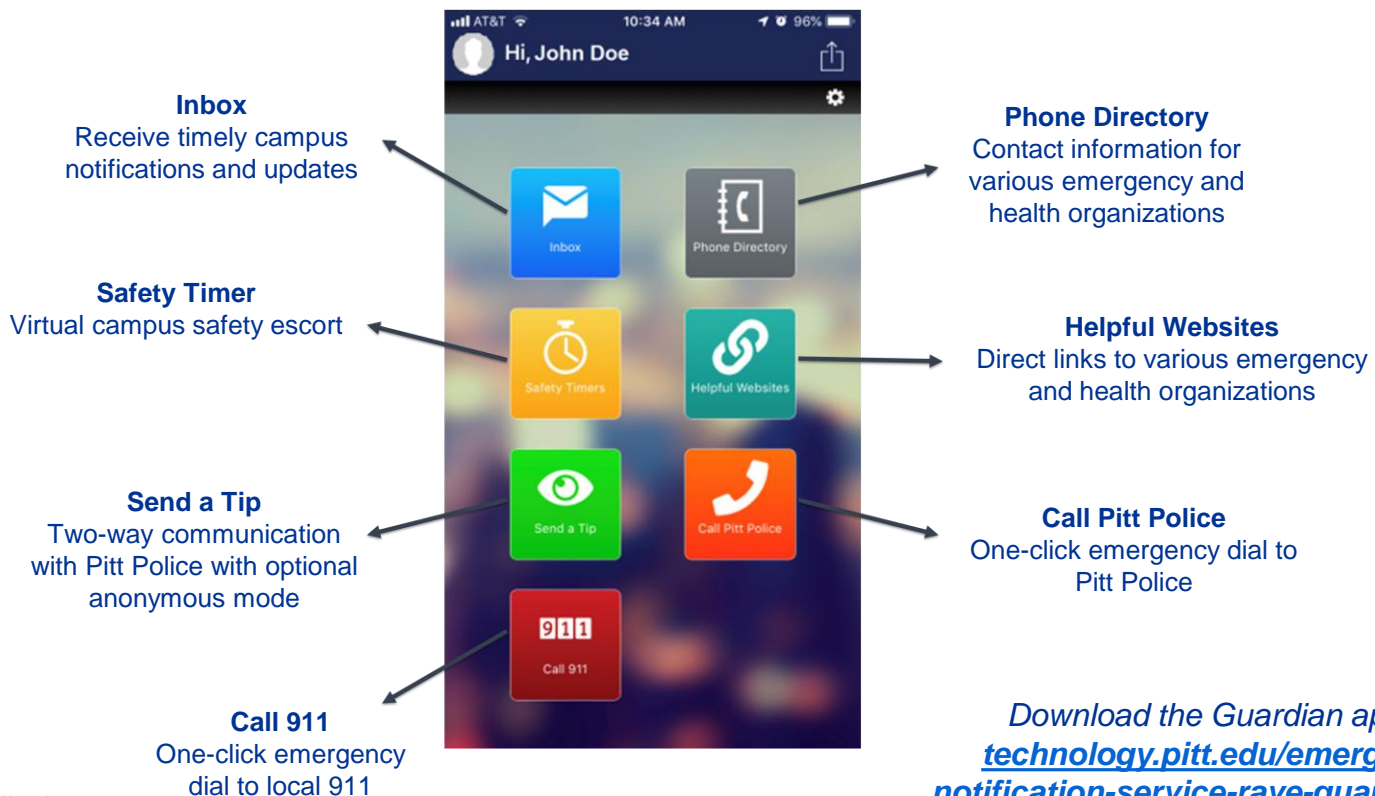 AT&T
10:34 AM
96%
Hi, John Doe
Inbox
Receive timely campus
notifications and updates
Safety Timer
Virtual campus safety escort
Send a Tip
Two-way communication
with Pitt Police with optional
anonymous mode
Call 911
One-click emergency
dial to local 911
Inbox
Phone Directory
Safety Timers
Helpful Websites
Send a Tip
Call Pitt Police
911
Call 911
Phone Directory
Contact information for
various emergency and
health organizations
Helpful Websites
Direct links to various emergency
and health organizations
Call Pitt Police
One-click emergency dial to
Pitt Police
Download the Guardian
technology.pitt.edu/emerg
notification-service-rave-